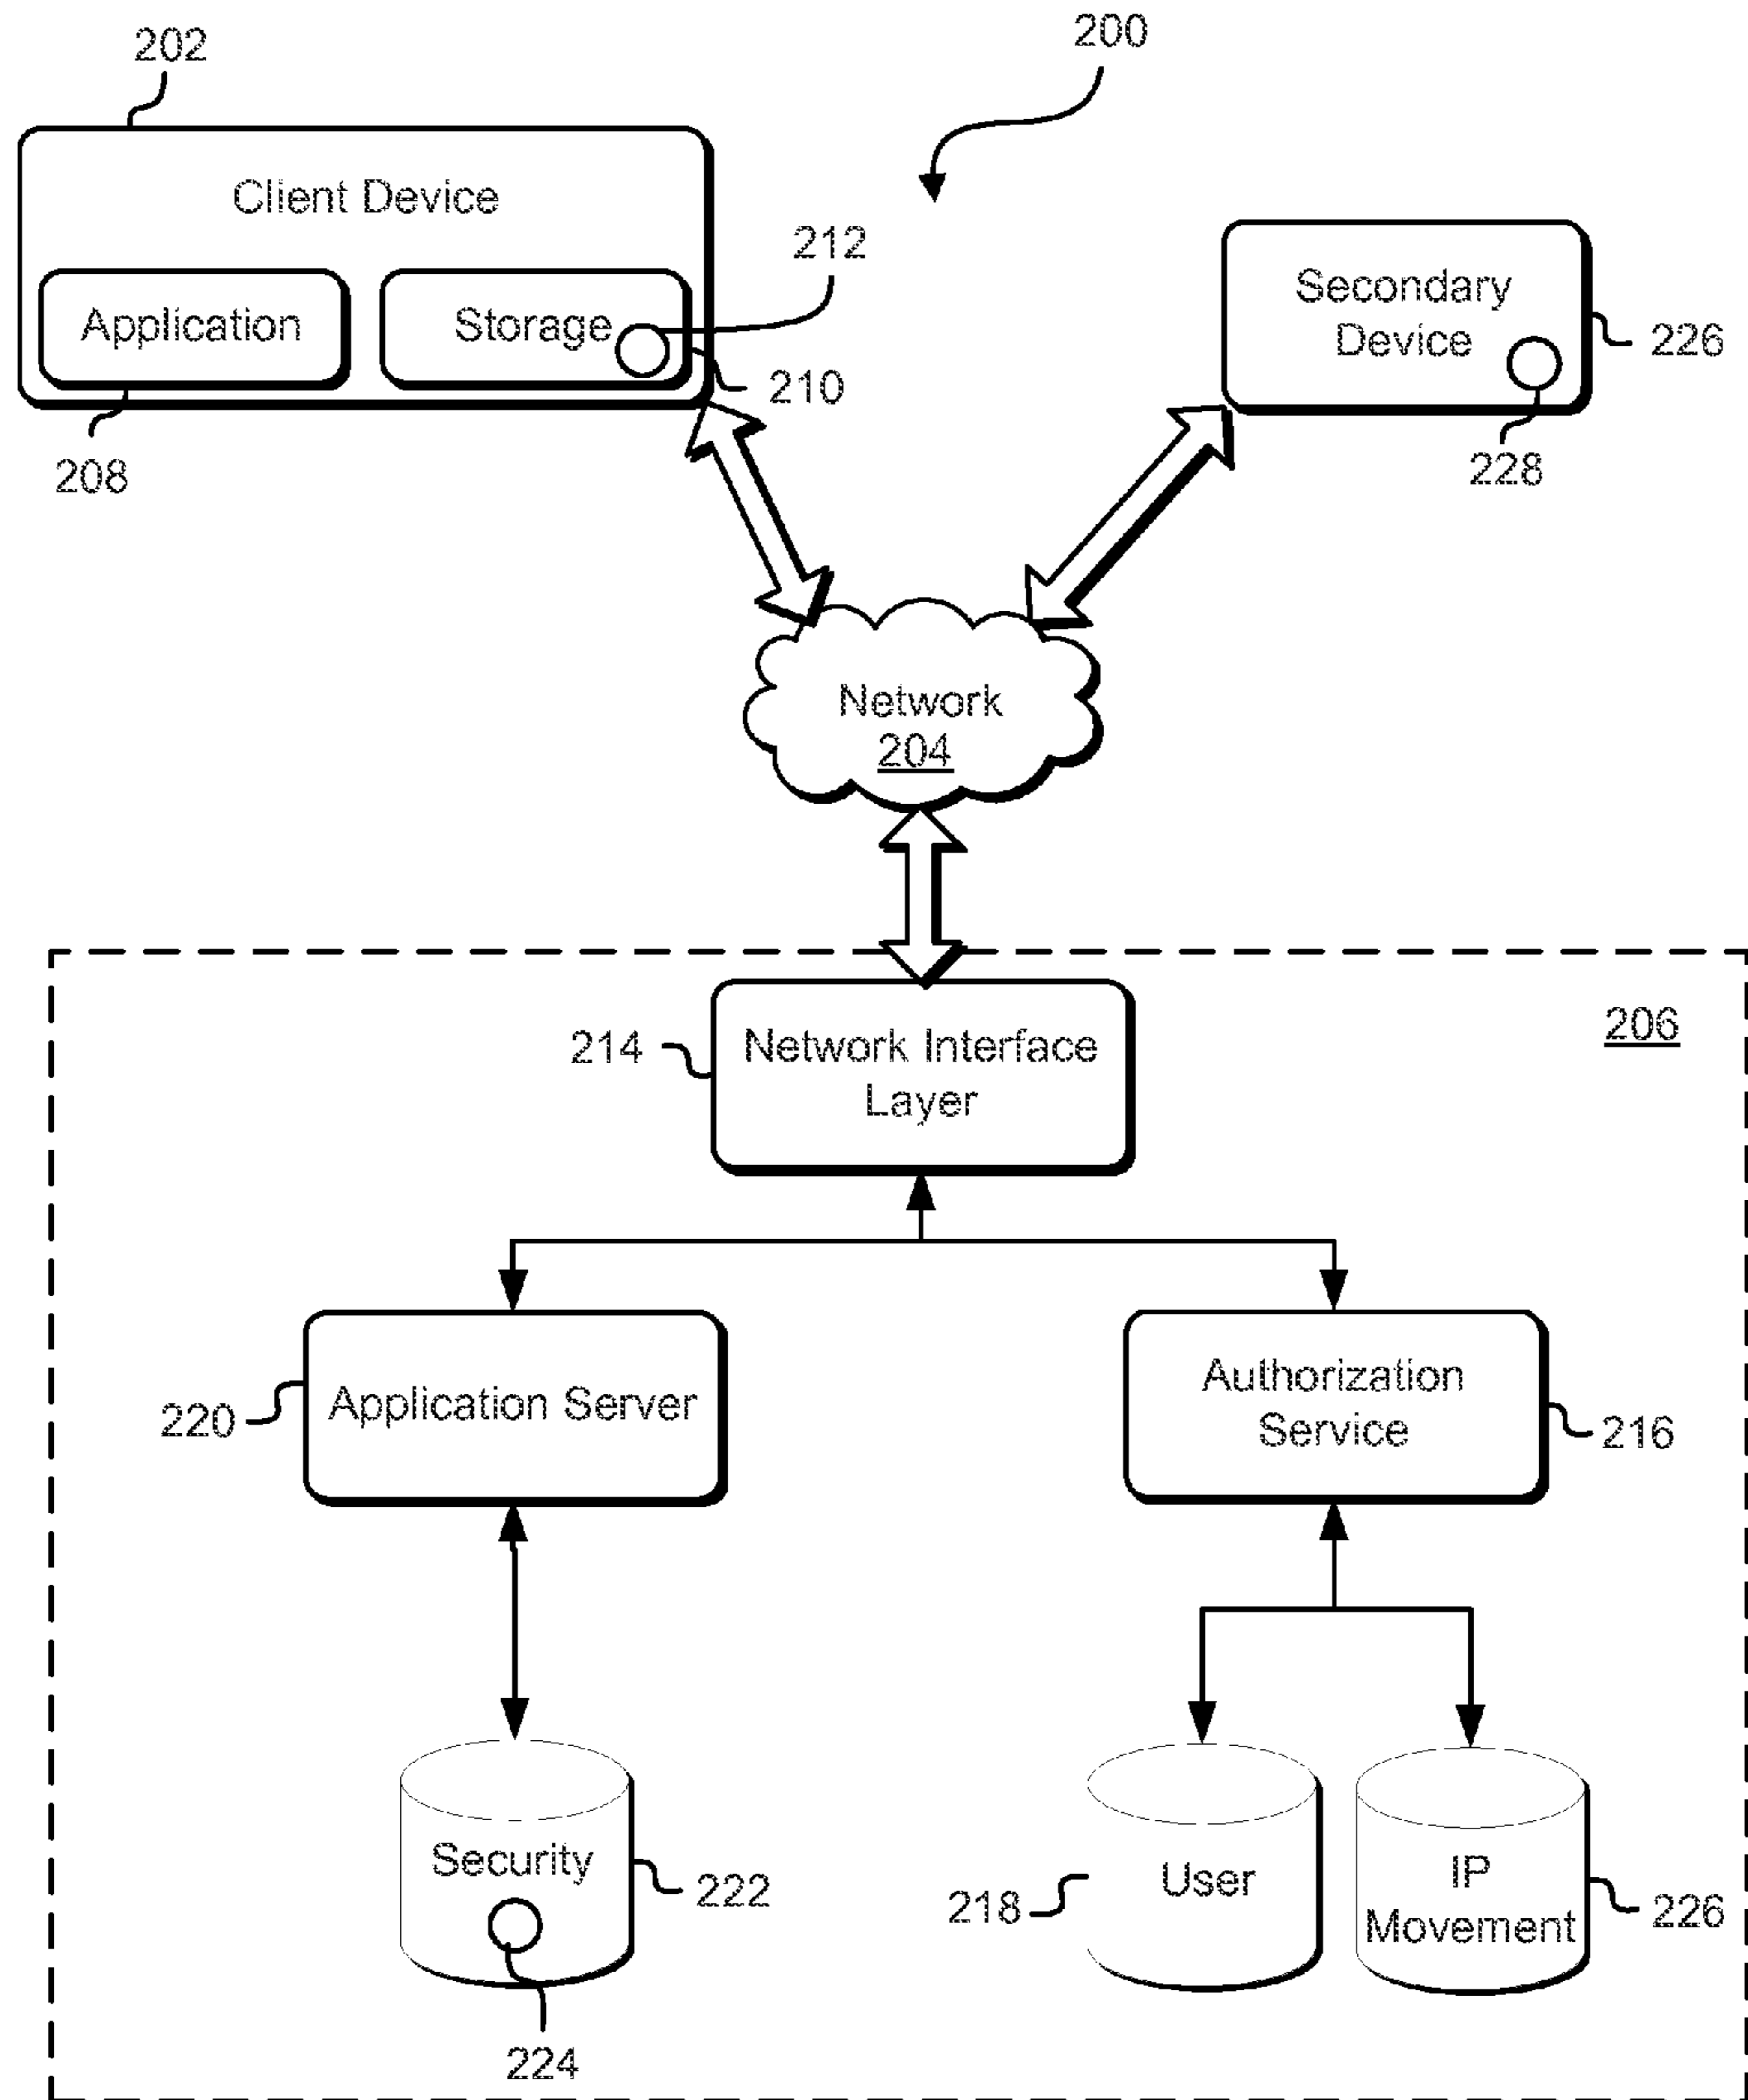 200
202
Client Device
212
Application
Storage
210
208
Secondary
Device
226
228
Network
204
206
214
Network Interface
Layer
220
Application Server
Authorization
Service
216
Security
222
224
218
User
IP
Movement
226